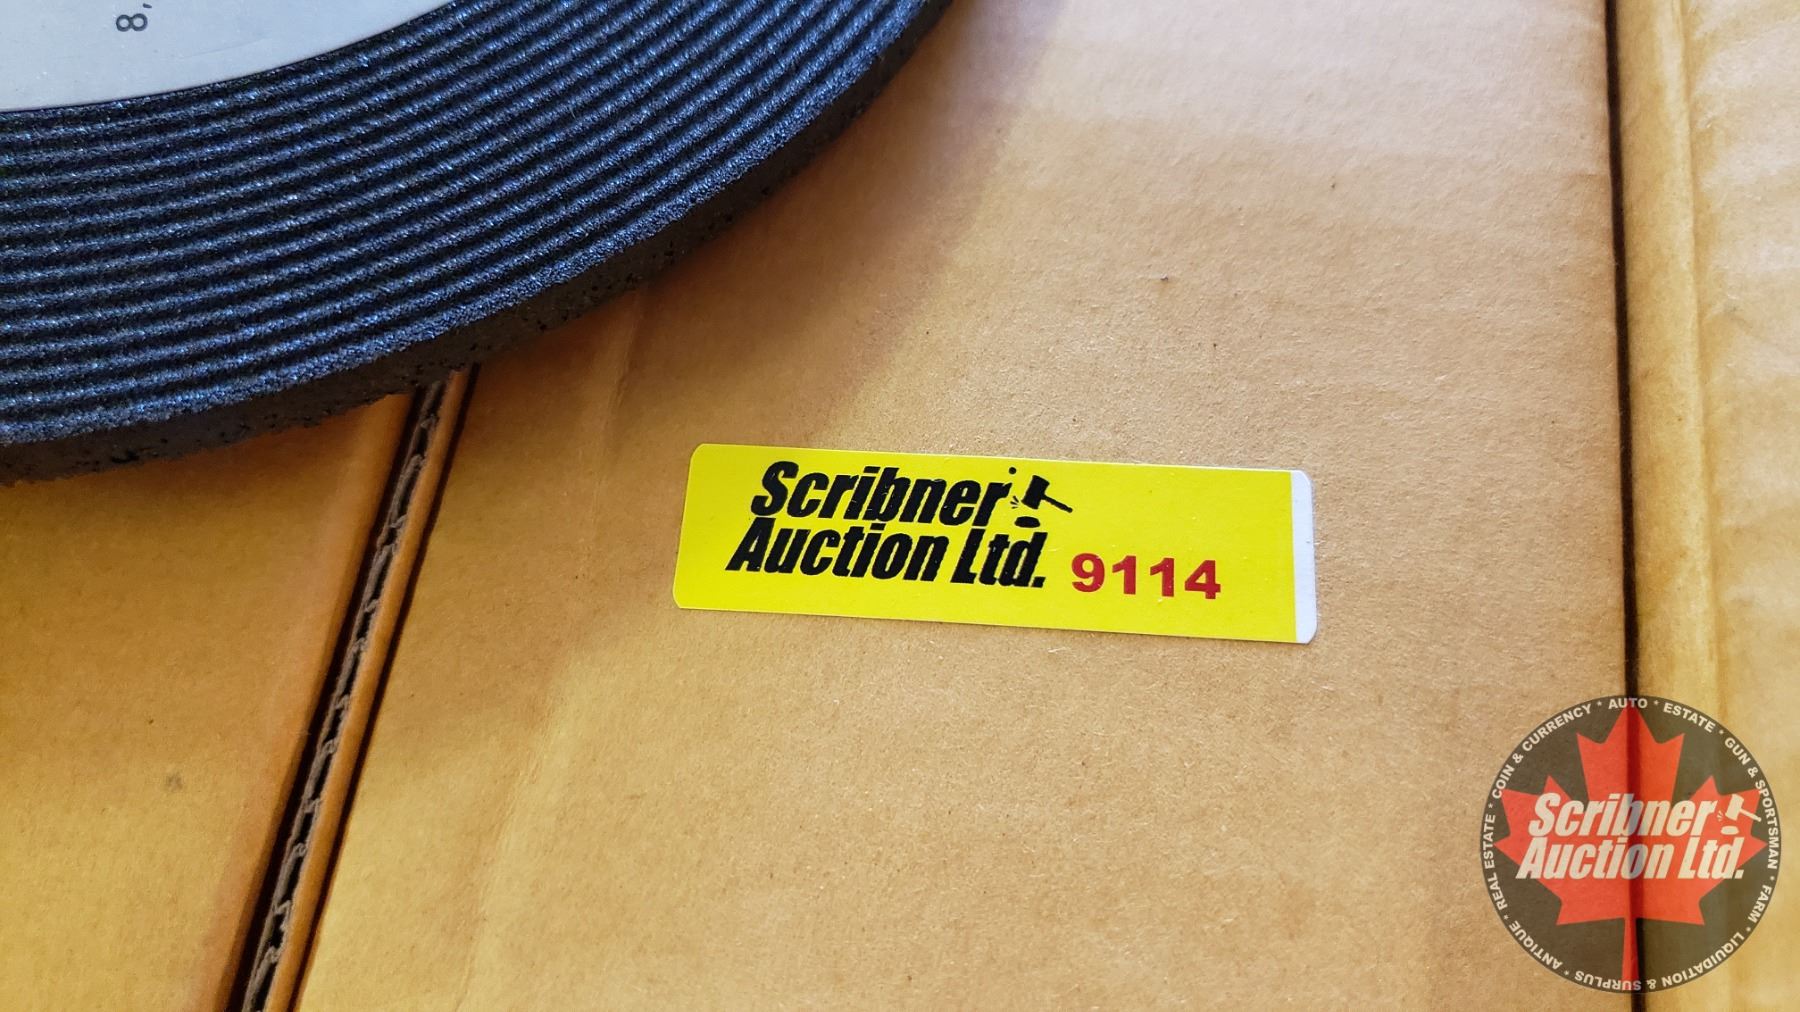 8,
Scribner
Auction Ltd. 9114
COIN & CURRENCY * AUTO * ESTATE * GUN & SPORTSMAN * FARM * LIQUIDATION & SURPLUS * ANTIQUE * REAL ESTATE *
Scribner
Auction Ltd.